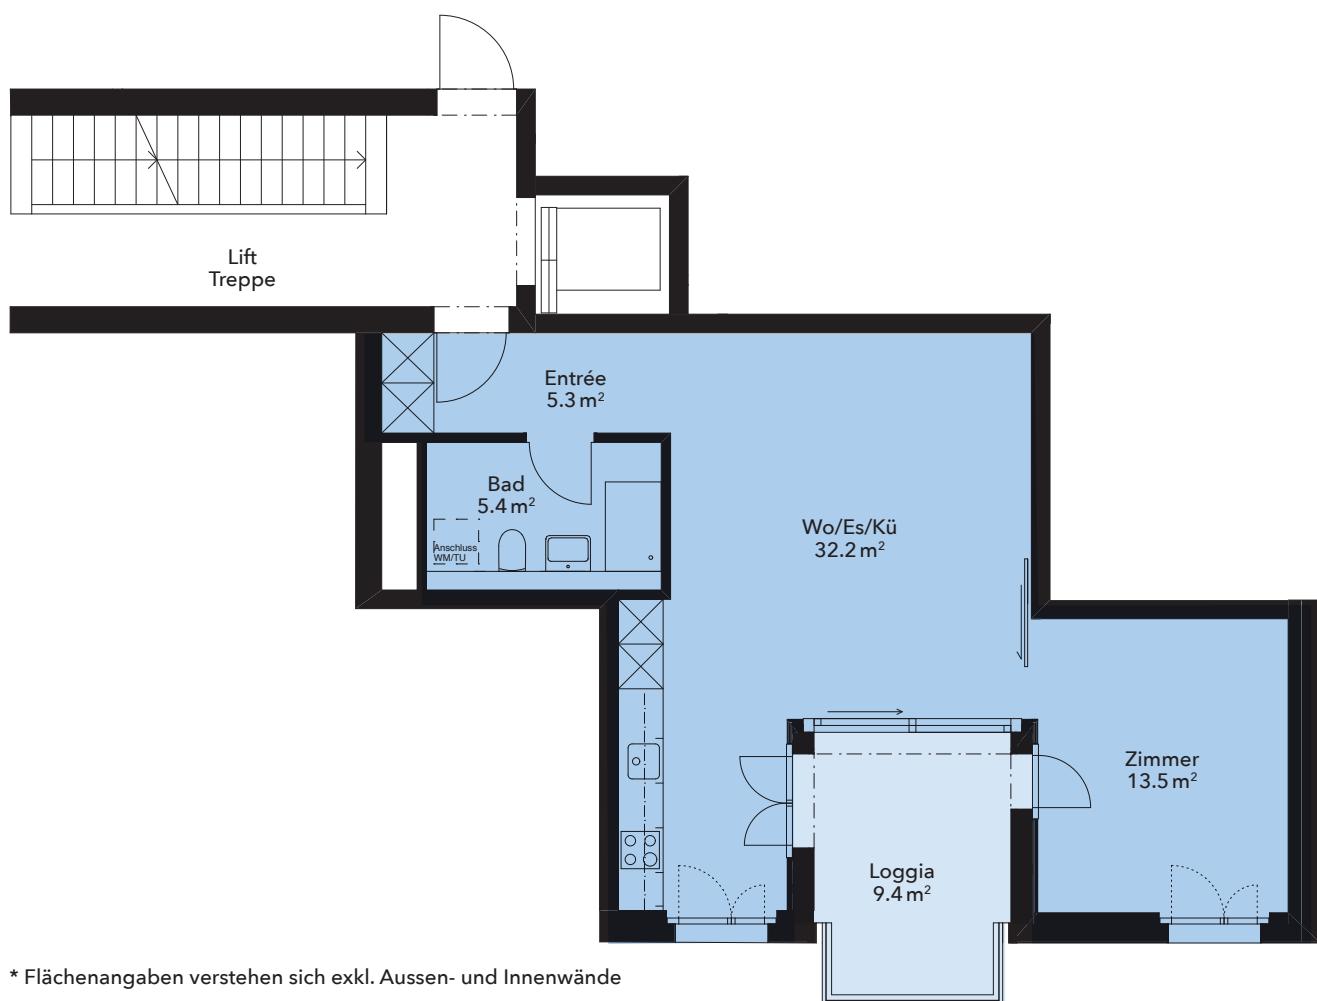 Lift
Treppe
Entrée
5.3 m²
Bad
5.4 m²
Anschluss
WM/TU
Wo/Es/Kü
32.2 m²
Zimmer
13.5 m²
Loggia
9.4 m²
* Flächenangaben verstehen sich exkl. Aussen- und Innenwände